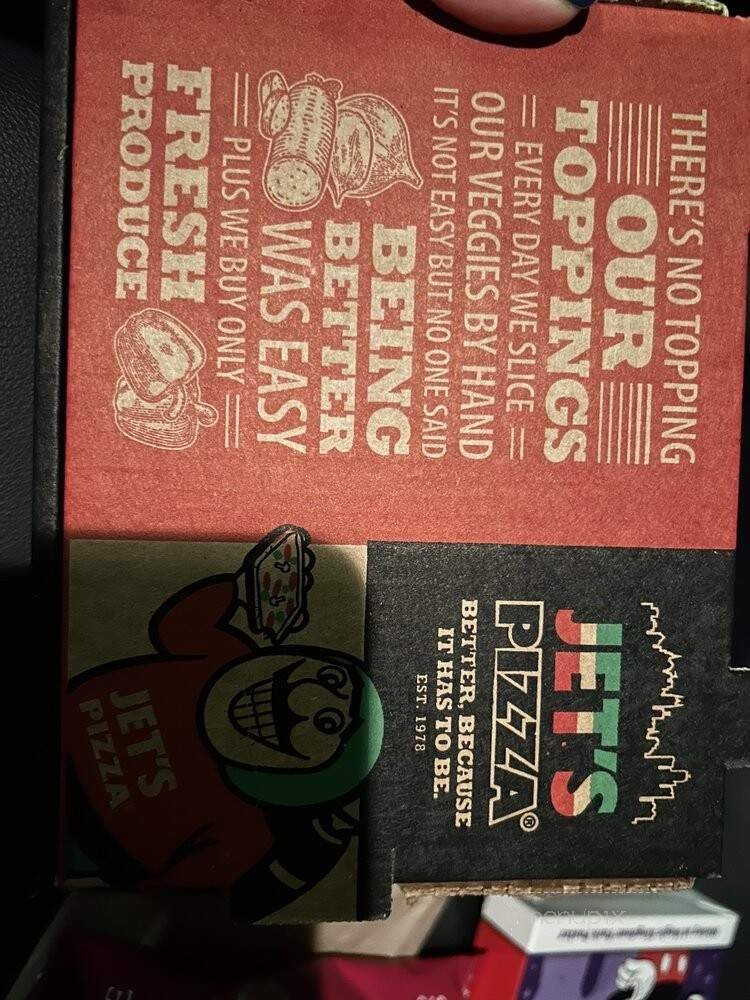 THERE'S NO TOPPING
OUR
TOPPINGS
EVERY DAY WE SLICE
OUR VEGGIES BY HAND
IT'S NOT EASY BUT NO ONE SAID
BEING
BETTER
WAS EASY
PLUS WE BUY ONLY
FRESH
PRODUCE
JET'S
PIZZA®
BETTER, BECAUSE
IT HAS TO BE.
EST. 1978
JET'S
PIZZA
menupix